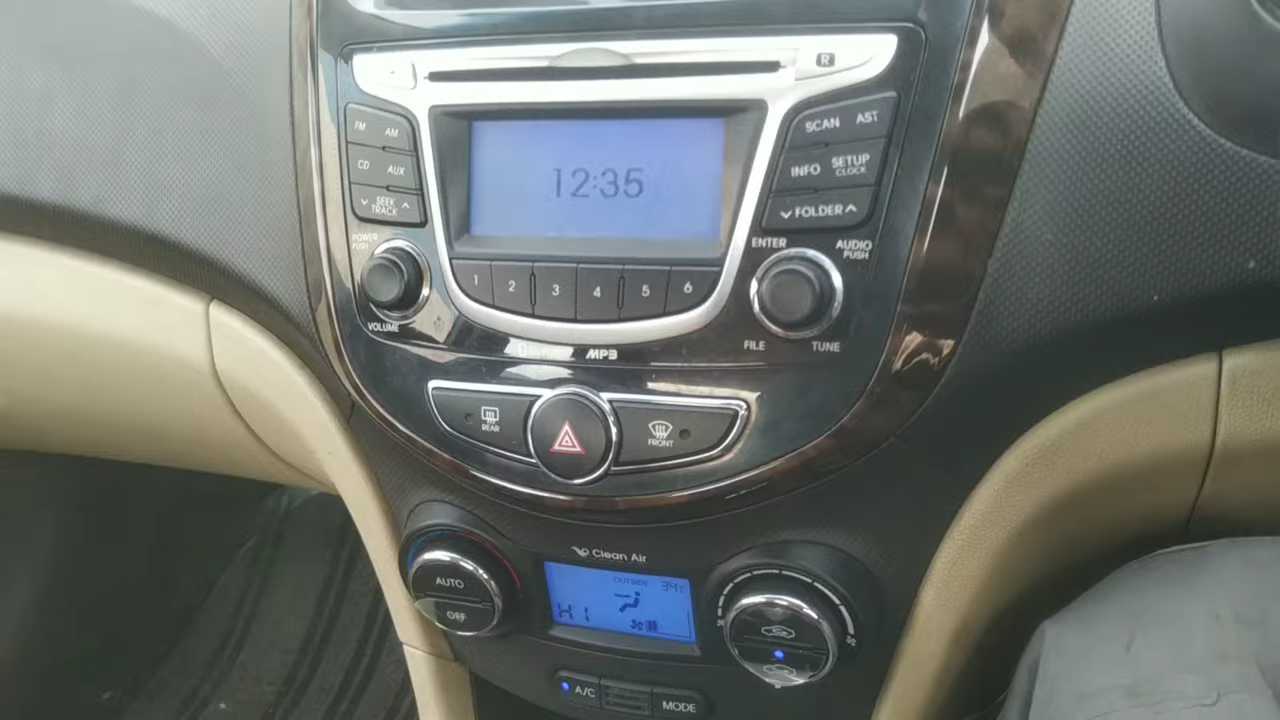 R
FM AM
SCAN AST
CD AUX
12:35
INFO SETUP
CLOCK
SEEK
TRACK
FOLDER
POWER
PUSH
ENTER
AUDIO
PUSH
1 2 3 4 5 6
VOLUME
FILE TUNE
MP3
REAR
FRONT
Clean Air
AUTO
OFF
OUTSIDE 34°C
HI
A/C
MODE